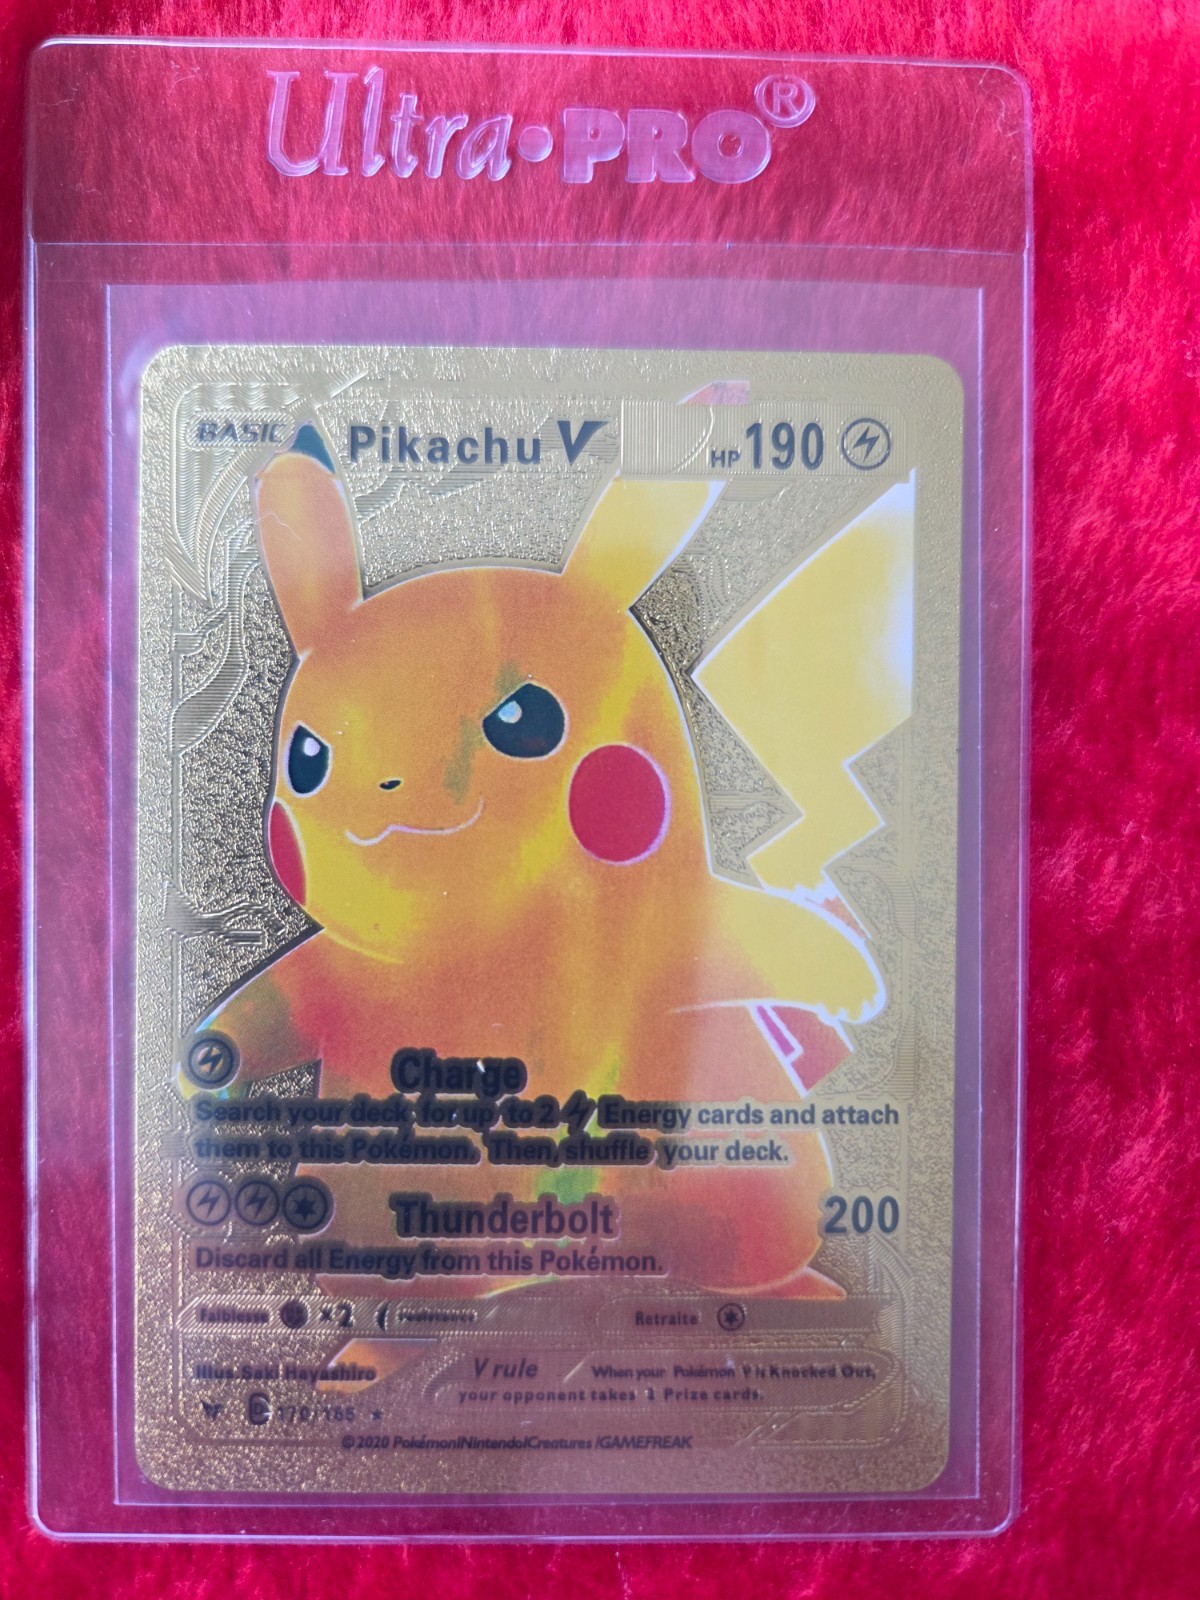 Ultra·PRO®
BASIC Pikachu V HP 190
Charge
Search your deck for up to 2 Energy cards and attach
them to this Pokémon. Then, shuffle your deck.
Thunderbolt 200
Discard all Energy from this Pokémon.
Faiblesse ×2 Retraite
Illus. Saki Hayashiro
V rule When your Pokémon V is Knocked Out,
your opponent takes 2 Prize cards.
D 170/185 ★
©2020 Pokémon/Nintendo/Creatures /GAMEFREAK